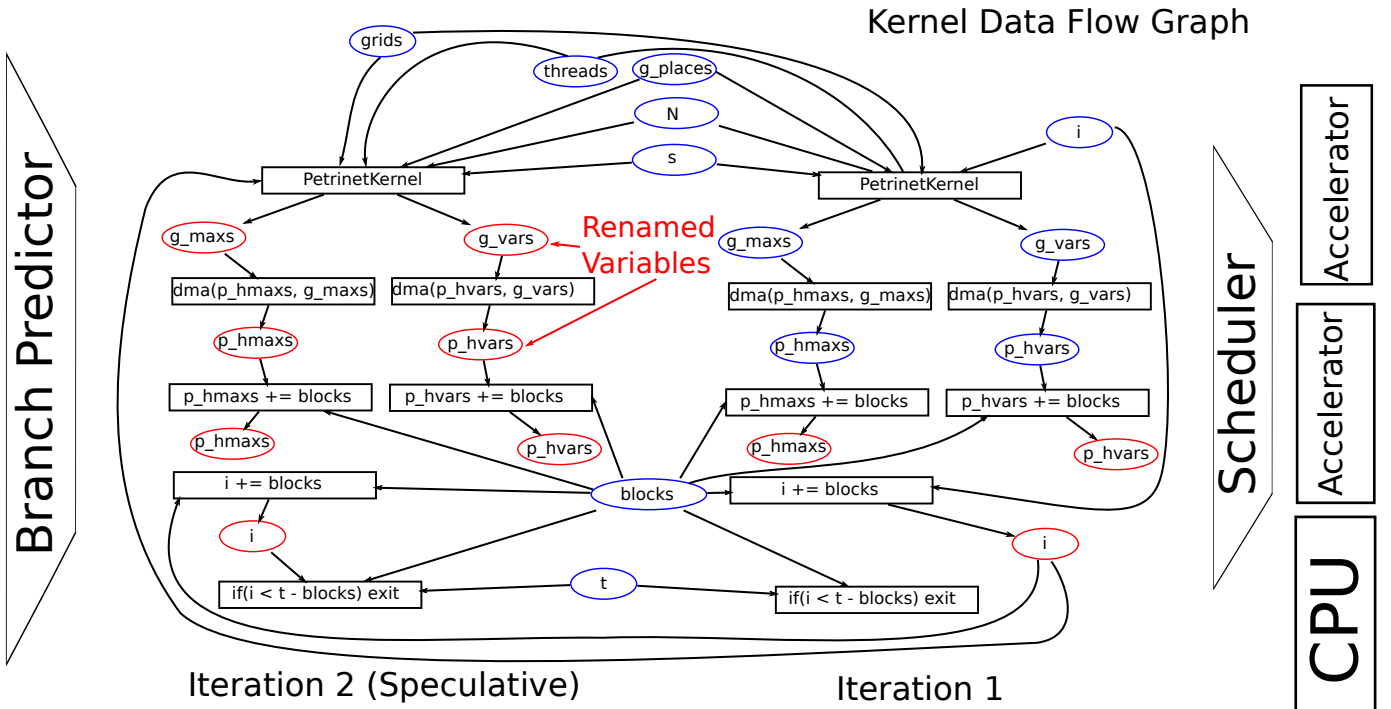 Kernel Data Flow Graph
grids
threads
g_places
N
s
i
PetrinetKernel
PetrinetKernel
g_maxs
g_vars
Renamed
Variables
g_maxs
g_vars
dma(p_hmaxs, g_maxs)
dma(p_hvars, g_vars)
dma(p_hmaxs, g_maxs)
dma(p_hvars, g_vars)
p_hmaxs
p_hvars
p_hmaxs
p_hvars
p_hmaxs += blocks
p_hvars += blocks
p_hmaxs += blocks
p_hvars += blocks
p_hmaxs
p_hvars
p_hmaxs
p_hvars
i += blocks
blocks
i += blocks
i
i
if(i < t - blocks) exit
t
if(i < t - blocks) exit
Iteration 2 (Speculative)
Iteration 1
Branch Predictor
Scheduler
Accelerator
Accelerator
CPU